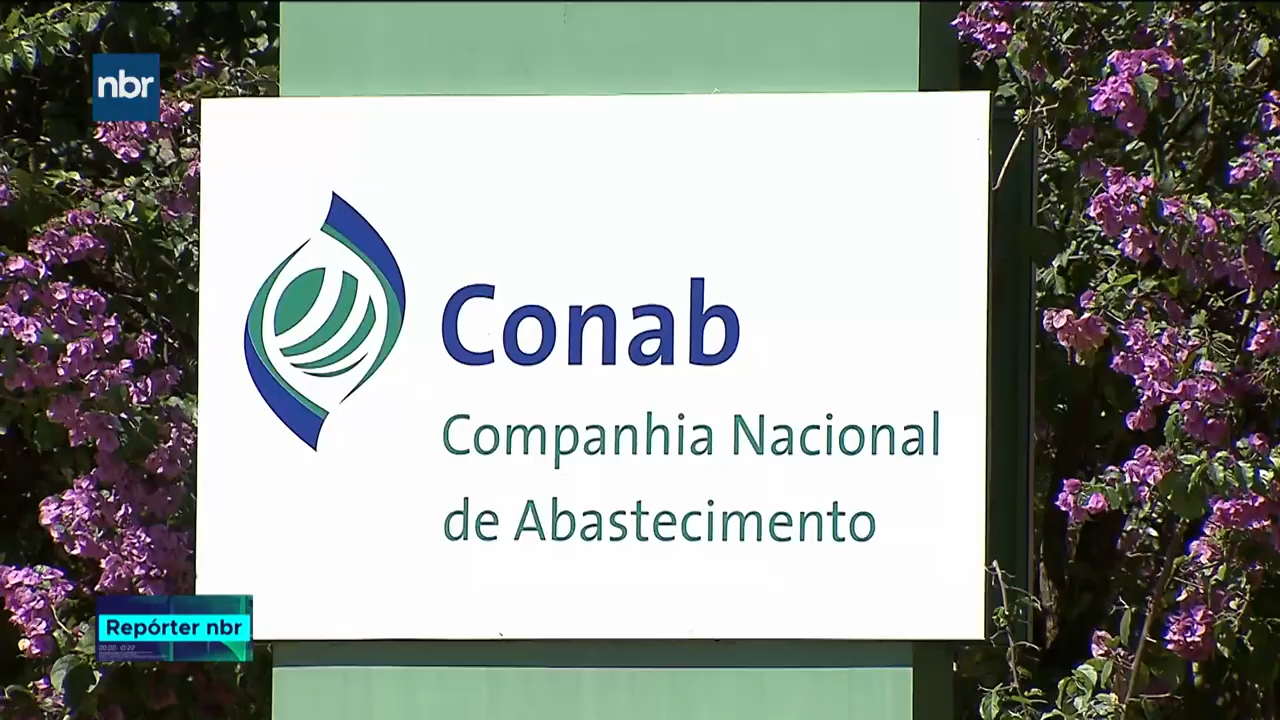 nbr
Conab
Companhia Nacional
de Abastecimento
Repórter nbr